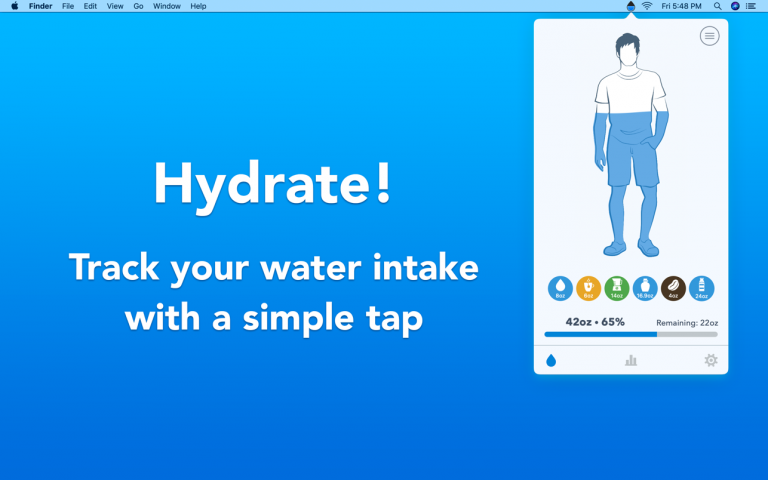 Finder File Edit View Go Window Help Fri 5:48 PM
Hydrate!
Track your water intake
with a simple tap
8oz 8oz 14oz 16.9oz 4oz 24oz
42oz • 65% Remaining: 22oz